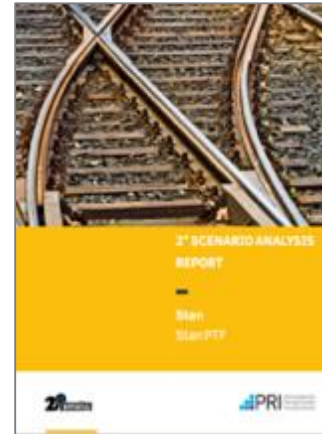 2° SCENARIO ANALYSIS
REPORT
Stan
Stan PTF
PRI